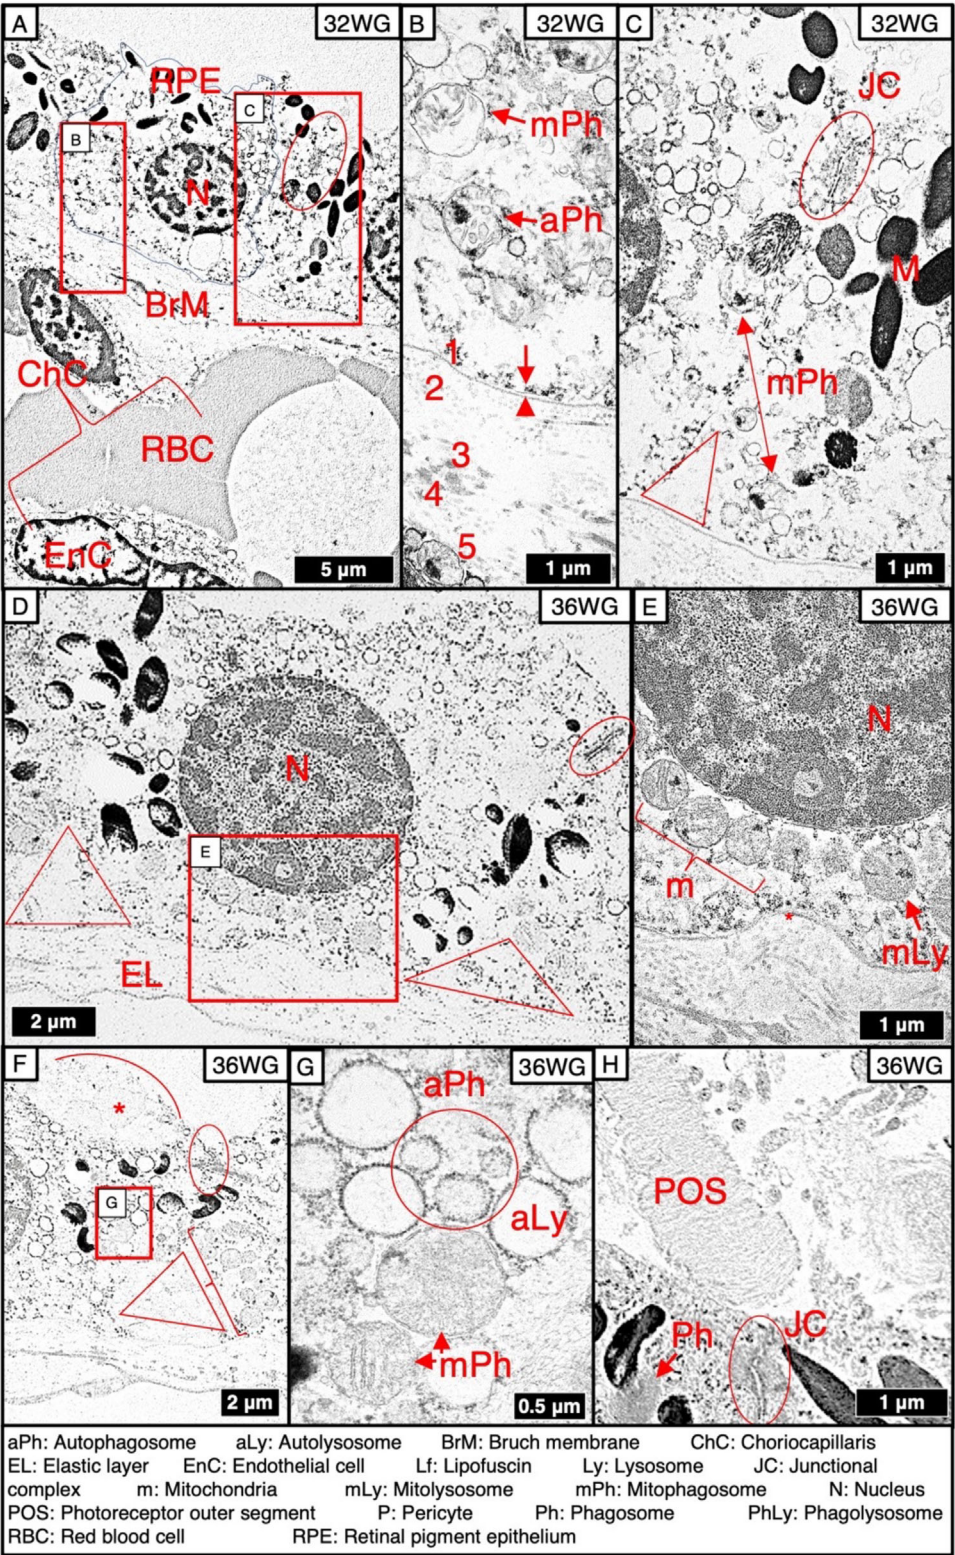 A
32WG
RPE
B
C
N
BrM
ChC
RBC
EnC
5 µm
B
32WG
mPh
aPh
1
2
3
4
5
1 µm
C
32WG
JC
M
mPh
1 µm
D
36WG
N
E
EL
2 µm
E
36WG
N
m
*
mLy
1 µm
F
36WG
*
G
2 µm
G
36WG
aPh
aLy
mPh
0.5 µm
H
36WG
POS
Ph
JC
1 µm
aPh: Autophagosome aLy: Autolysosome BrM: Bruch membrane ChC: Choriocapillaris
EL: Elastic layer EnC: Endothelial cell Lf: Lipofuscin Ly: Lysosome JC: Junctional
complex m: Mitochondria mLy: Mitolysosome mPh: Mitophagosome N: Nucleus
POS: Photoreceptor outer segment P: Pericyte Ph: Phagosome PhLy: Phagolysosome
RBC: Red blood cell RPE: Retinal pigment epithelium